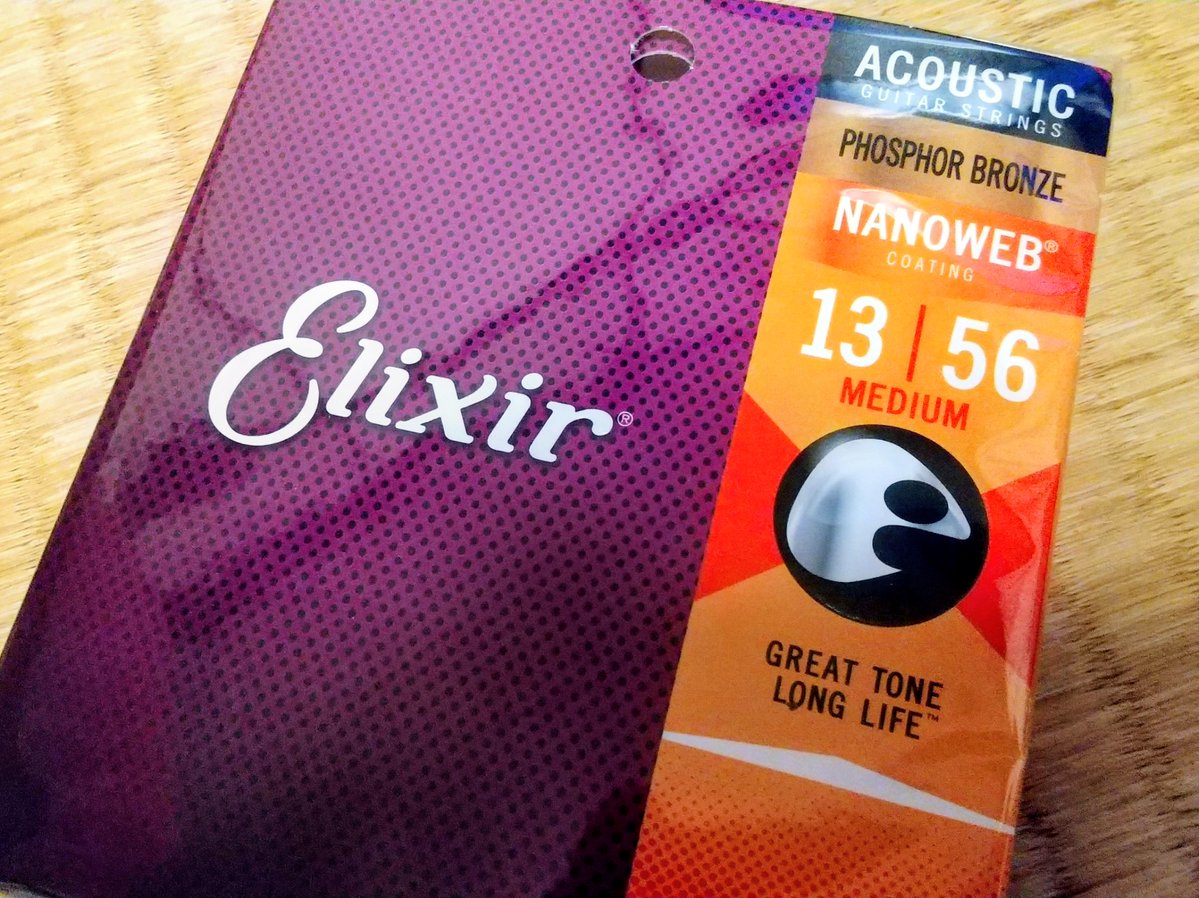 Elixir®
ACOUSTIC
GUITAR STRINGS
PHOSPHOR BRONZE
NANOWEB®
COATING
13 | 56
MEDIUM
GREAT TONE
LONG LIFE™